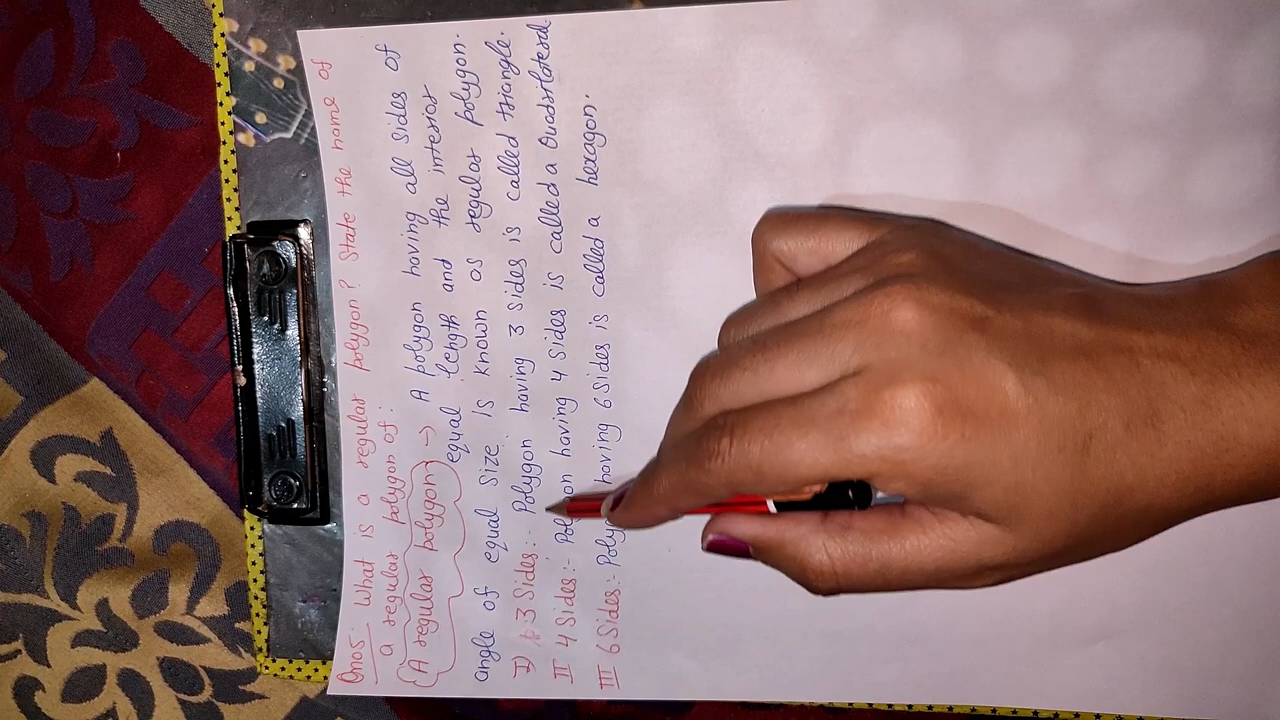 Qno5. What is a regular polygon? State the name of
a regular polygon of:
(A regular polygon) → A polygon having all sides of
equal length and the interior
angle of equal size is known as regular polygon.
I) 3 Sides:- Polygon having 3 sides is called triangle.
II 4 Sides:- having 4 Sides is called a Quadrilateral.
III 6 Sides:- having 6 Sides is called a hexagon.